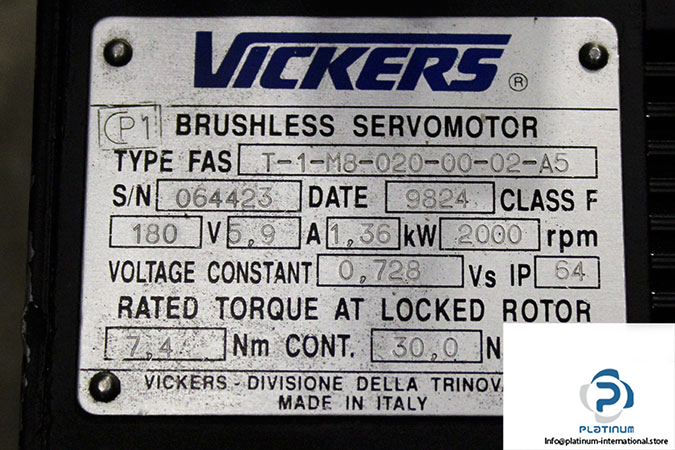 VICKERS ®
P1 BRUSHLESS SERVOMOTOR
TYPE FAS T-1-M8-020-00-02-A5
S/N 064423 DATE 9824 CLASS F
180 V 5,9 A 1,36 kW 2000 rpm
VOLTAGE CONSTANT 0,728 Vs IP 64
RATED TORQUE AT LOCKED ROTOR
7,4 Nm CONT. 30,0 N
VICKERS - DIVISIONE DELLA TRINOVA
MADE IN ITALY
PLATINUM
Info@platinum-international.store